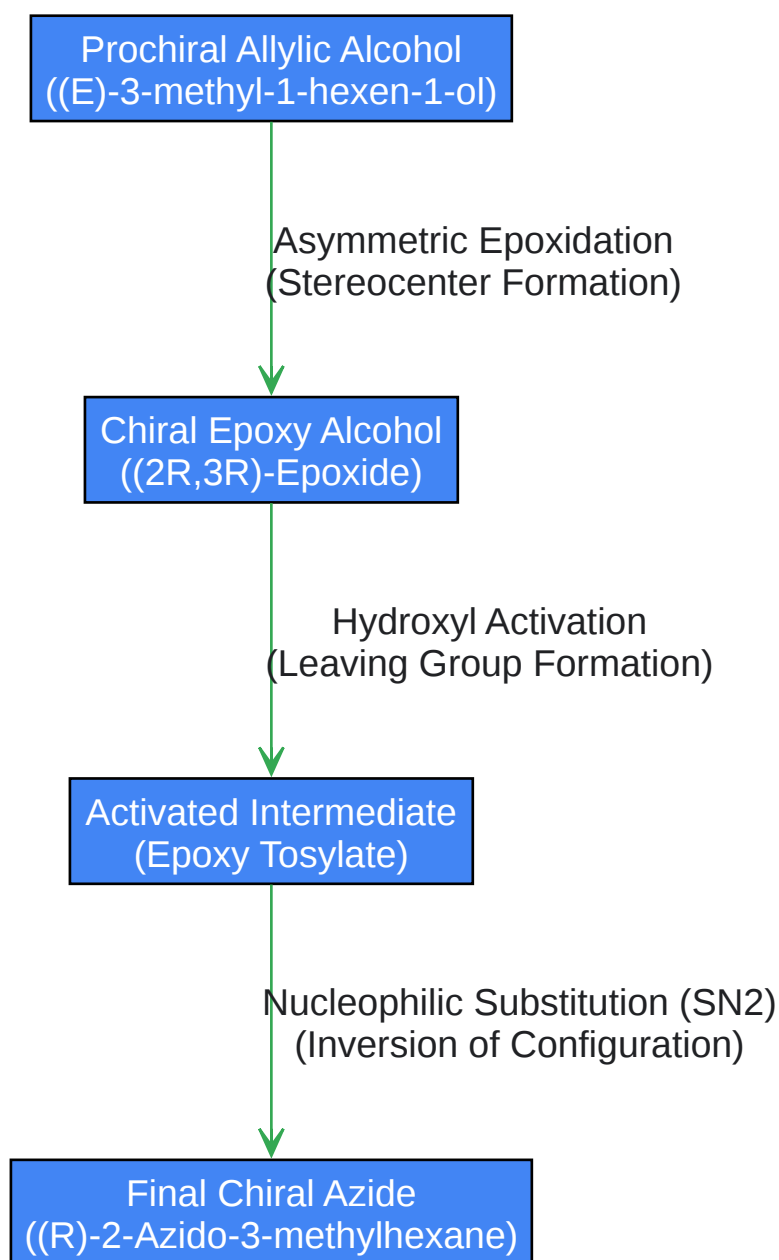 Prochiral Allylic Alcohol
((E)-3-methyl-1-hexen-1-ol)
Asymmetric Epoxidation
(Stereocenter Formation)
Chiral Epoxy Alcohol
((2R,3R)-Epoxide)
Hydroxyl Activation
(Leaving Group Formation)
Activated Intermediate
(Epoxy Tosylate)
Nucleophilic Substitution (SN2)
(Inversion of Configuration)
Final Chiral Azide
((R)-2-Azido-3-methylhexane)